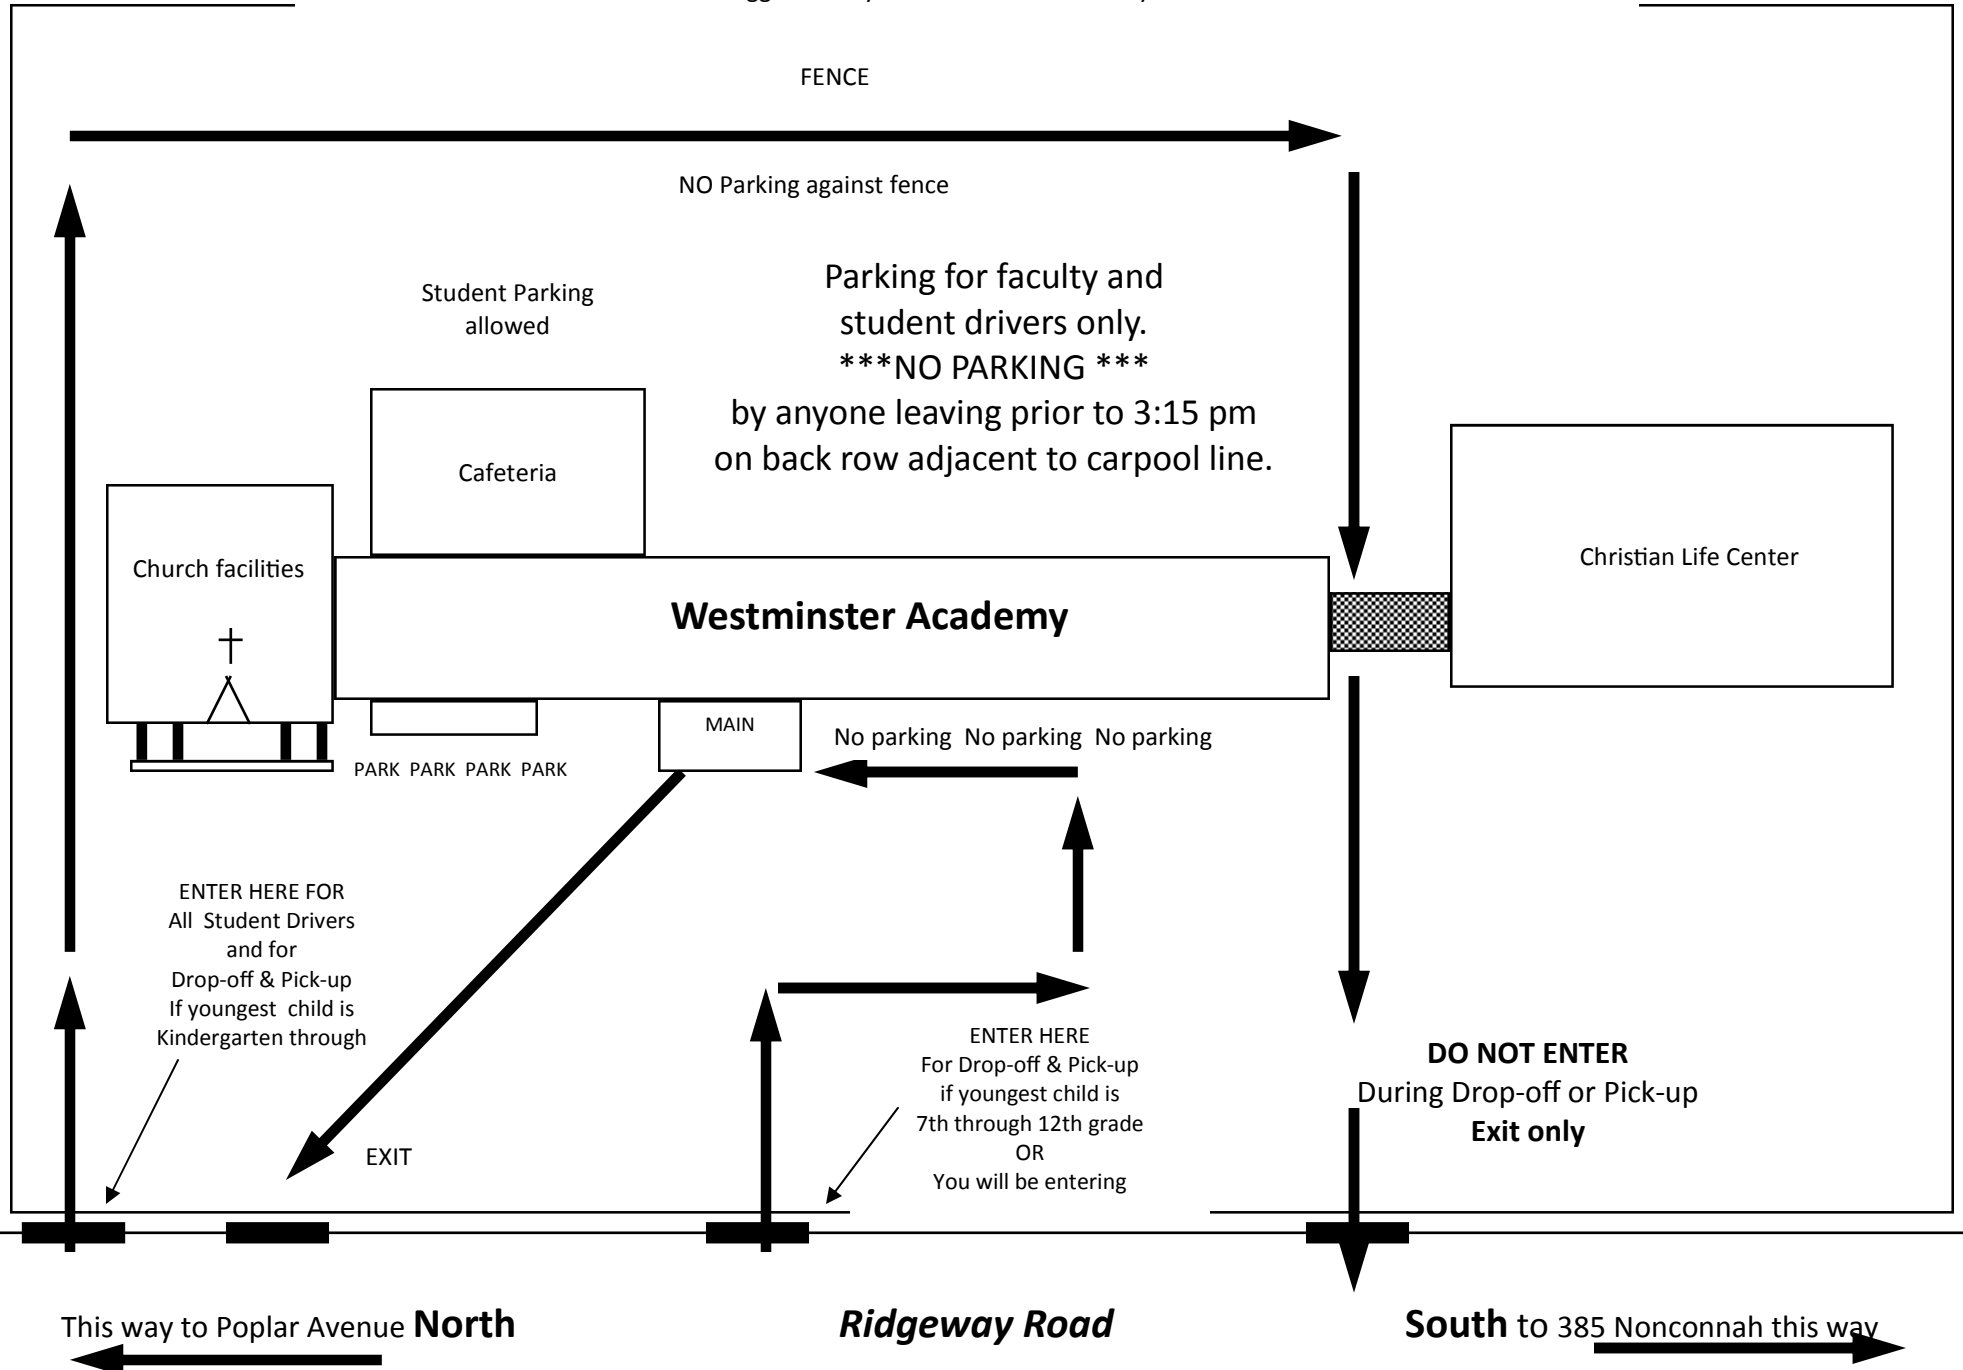 FENCE
NO Parking against fence
Student Parking
allowed
Parking for faculty and
student drivers only.
***NO PARKING ***
by anyone leaving prior to 3:15 pm
on back row adjacent to carpool line.
Cafeteria
Church facilities
Westminster Academy
Christian Life Center
MAIN
No parking No parking No parking
PARK PARK PARK PARK
ENTER HERE FOR
All Student Drivers
and for
Drop-off & Pick-up
If youngest child is
Kindergarten through
ENTER HERE
For Drop-off & Pick-up
if youngest child is
7th through 12th grade
OR
You will be entering
DO NOT ENTER
During Drop-off or Pick-up
Exit only
EXIT
This way to Poplar Avenue North
Ridgeway Road
South to 385 Nonconnah this way